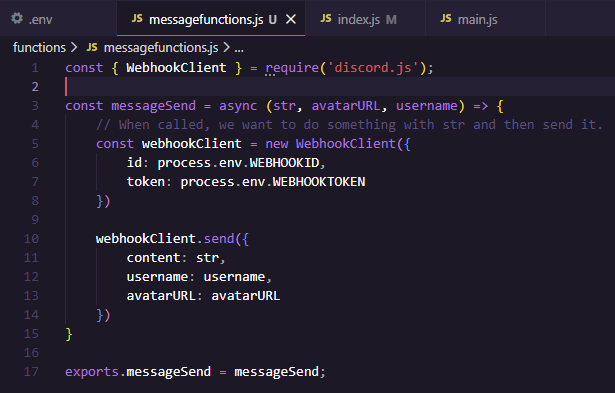 .env JS messagefunctions.js U × JS index.js M JS main.js
functions > JS messagefunctions.js > ...
1 const { WebhookClient } = require('discord.js');
2
3 const messageSend = async (str, avatarURL, username) => {
4     // When called, we want to do something with str and then send it.
5     const webhookClient = new WebhookClient({
6         id: process.env.WEBHOOKID,
7         token: process.env.WEBHOOKTOKEN
8     })
9
10     webhookClient.send({
11         content: str,
12         username: username,
13         avatarURL: avatarURL
14     })
15 }
16
17 exports.messageSend = messageSend;